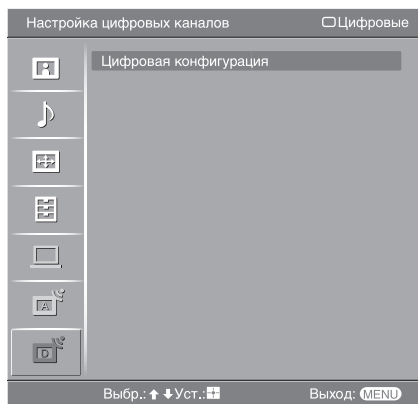 Настройка цифровых каналов Цифровые
Цифровая конфигурация
A
D
Выбр.: Уст.: Выход: MENU